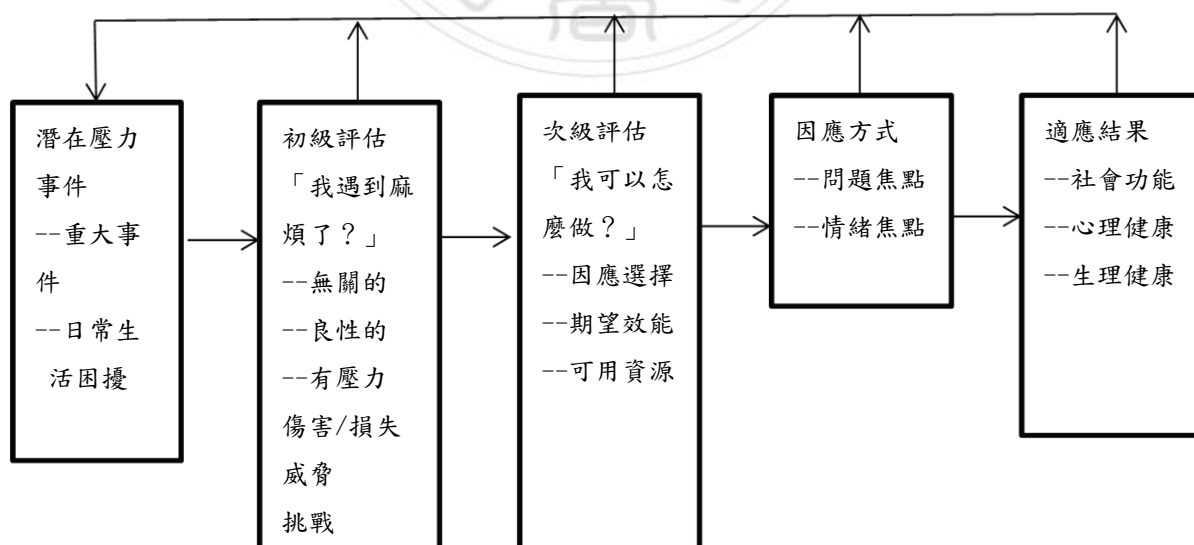 潛在壓力
事件
--重大事
件
--日常生
活困擾
初級評估
「我遇到麻
煩了？」
--無關的
--良性的
--有壓力
傷害/損失
威脅
挑戰
次級評估
「我可以怎
麼做？」
--因應選擇
--期望效能
--可用資源
因應方式
--問題焦點
--情緒焦點
適應結果
--社會功能
--心理健康
--生理健康